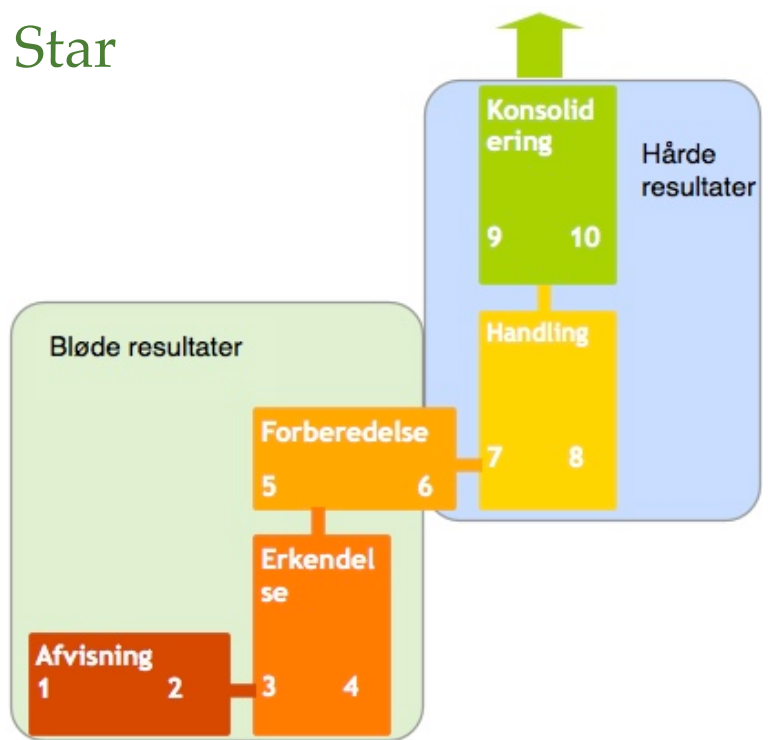 Star
Konsolid
ering
9 10
Hårde
resultater
Handling
7 8
Bløde resultater
Forberedelse
5 6
Erkendel
se
3 4
Afvisning
1 2